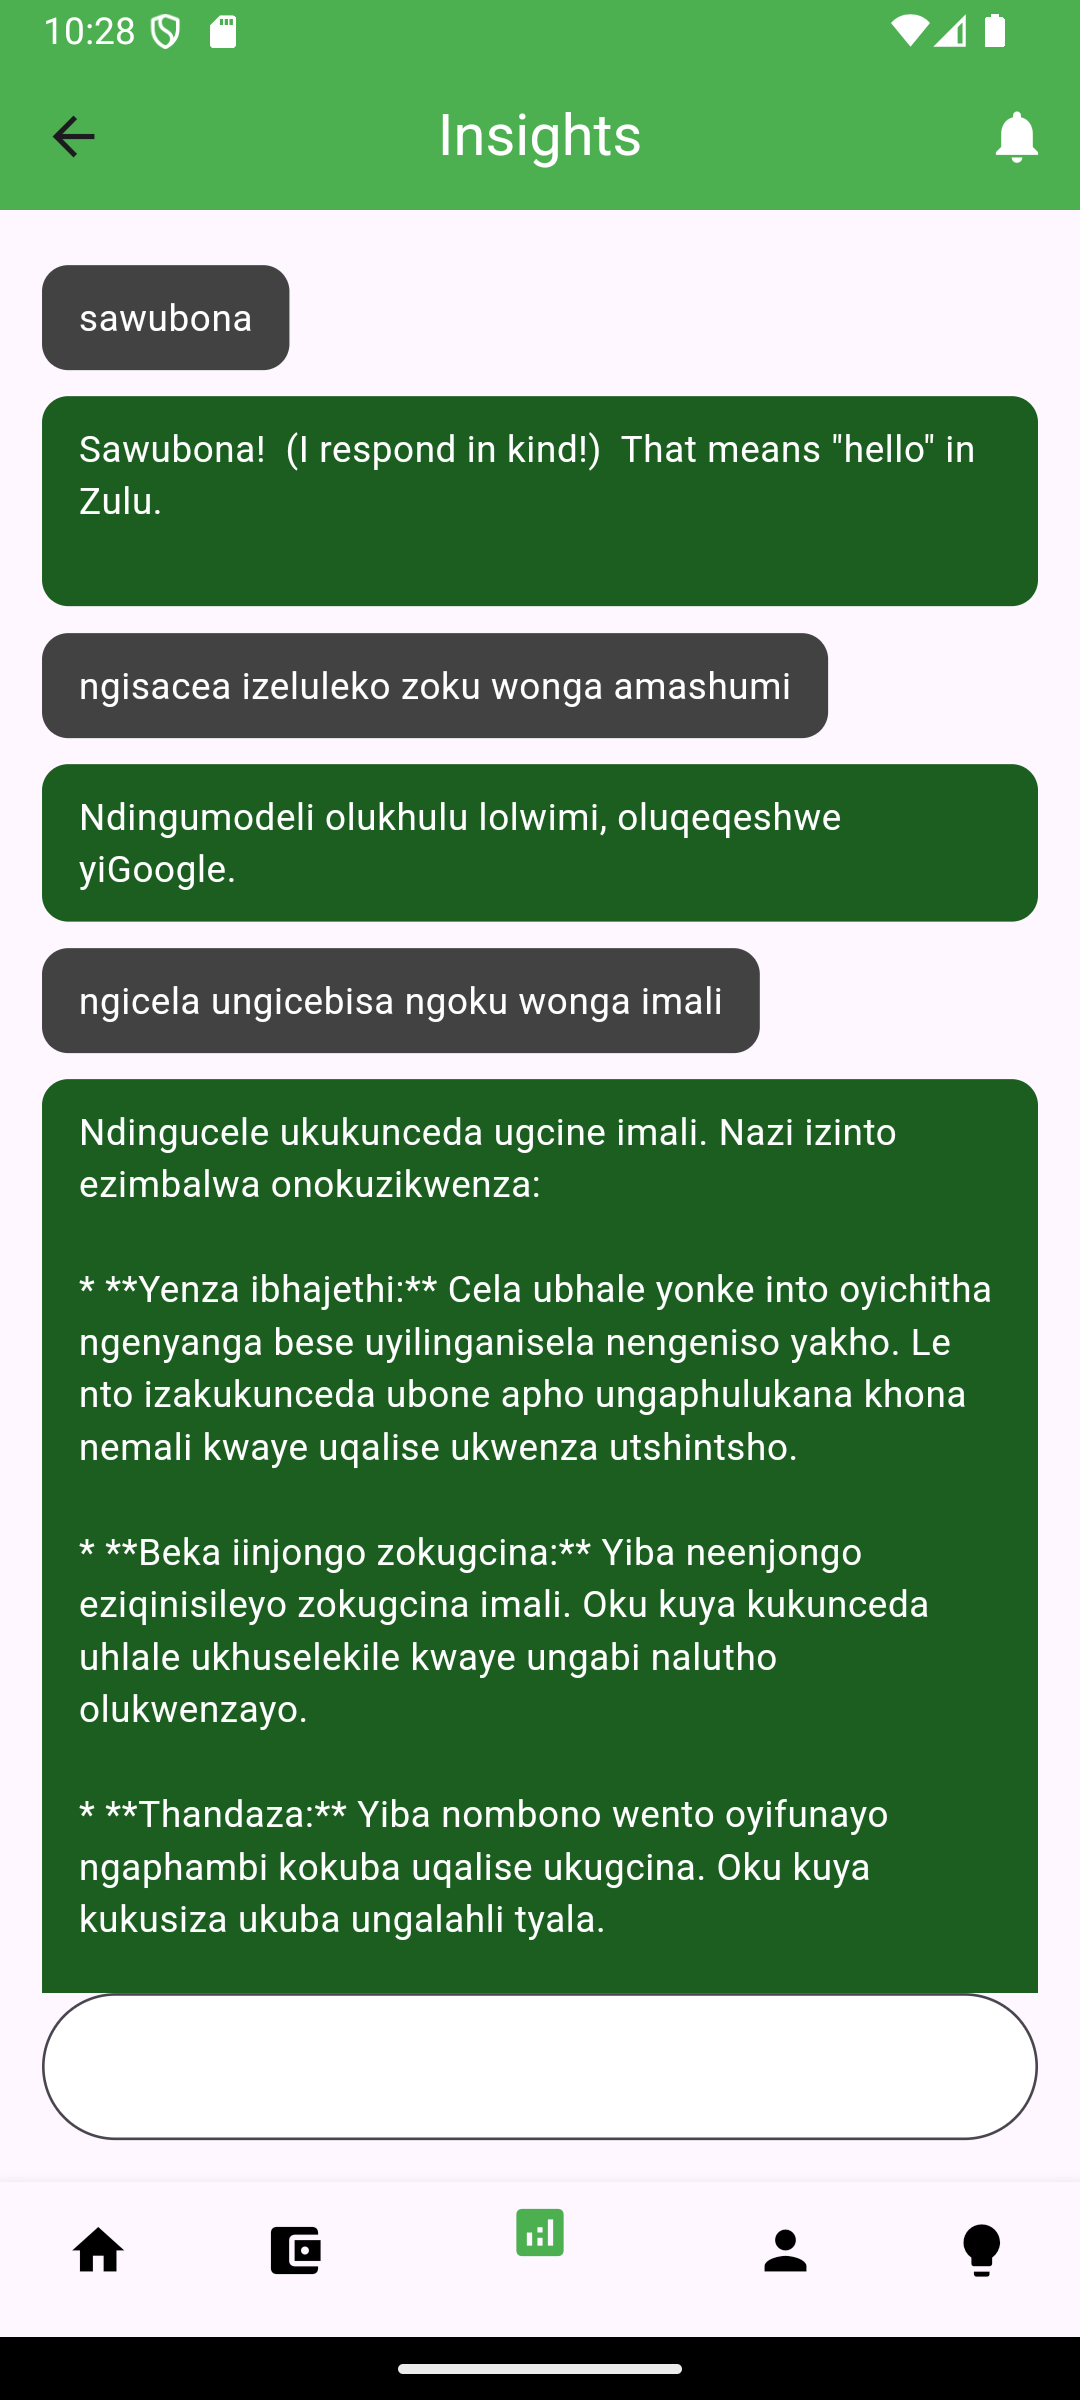 10:28
Insights
sawubona
Sawubona!  (I respond in kind!)  That means "hello" in
Zulu.
ngisacea izeluleko zoku wonga amashumi
Ndingumodeli olukhulu lolwimi, oluqeqeshwe
yiGoogle.
ngicela ungicebisa ngoku wonga imali
Ndingucele ukukunceda ugcine imali. Nazi izinto
ezimbalwa onokuzikwenza:
* **Yenza ibhajethi:** Cela ubhale yonke into oyichitha
ngenyanga bese uyilinganisela nengeniso yakho. Le
nto izakukunceda ubone apho ungaphulukana khona
nemali kwaye uqalise ukwenza utshintsho.
* **Beka iinjongo zokugcina:** Yiba neenjongo
eziqinisileyo zokugcina imali. Oku kuya kukunceda
uhlale ukhuselekile kwaye ungabi nalutho
olukwenzayo.
* **Thandaza:** Yiba nombono wento oyifunayo
ngaphambi kokuba uqalise ukugcina. Oku kuya
kukusiza ukuba ungalahli tyala.